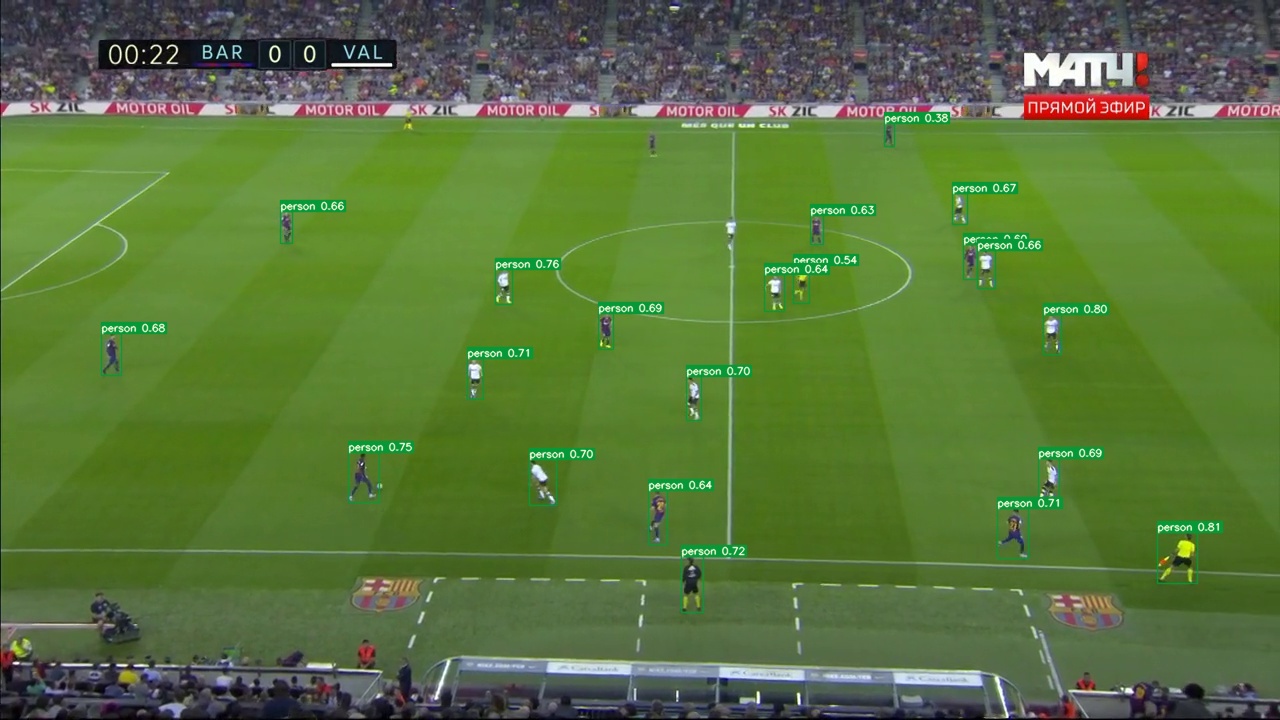 00:22 BAR 0 0 VAL
МАТЧ!
ПРЯМОЙ ЭФИР
SK ZIC MOTOR OIL MOTOR OIL SK ZIC MOTOR OIL MOTOR OIL SK ZIC MOTOR OIL SK ZIC MOTOR
MÉS QUE UN CLUB
person 0.38
person 0.67
person 0.66
person 0.63
person 0.66
person 0.54
person 0.76
person 0.64
person 0.69
person 0.80
person 0.68
person 0.71
person 0.70
person 0.75
person 0.70
person 0.69
person 0.64
person 0.71
person 0.81
person 0.72
CaixaBank
CaixaBank
CaixaBank